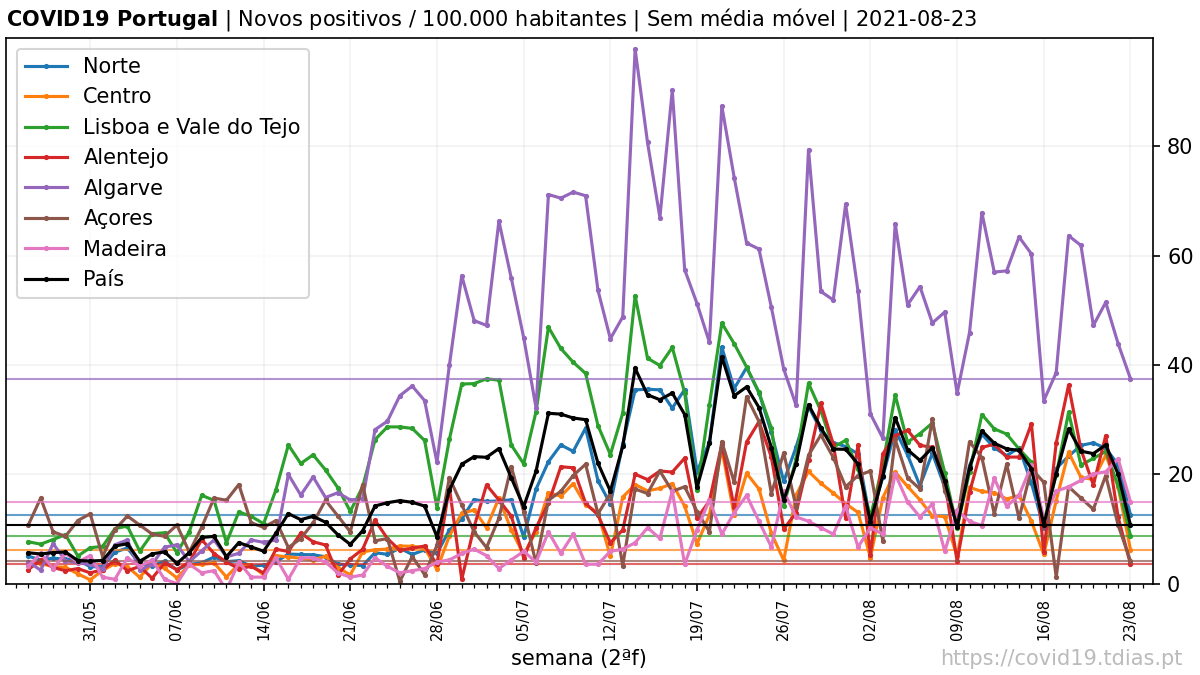 COVID19 Portugal | Novos positivos / 100.000 habitantes | Sem média móvel | 2021-08-23
Norte
Centro
Lisboa e Vale do Tejo
Alentejo
Algarve
Açores
Madeira
País
80
60
40
20
0
31/05
07/06
14/06
21/06
28/06
05/07
12/07
19/07
26/07
02/08
09/08
16/08
23/08
semana (2ªf)
https://covid19.tdias.pt